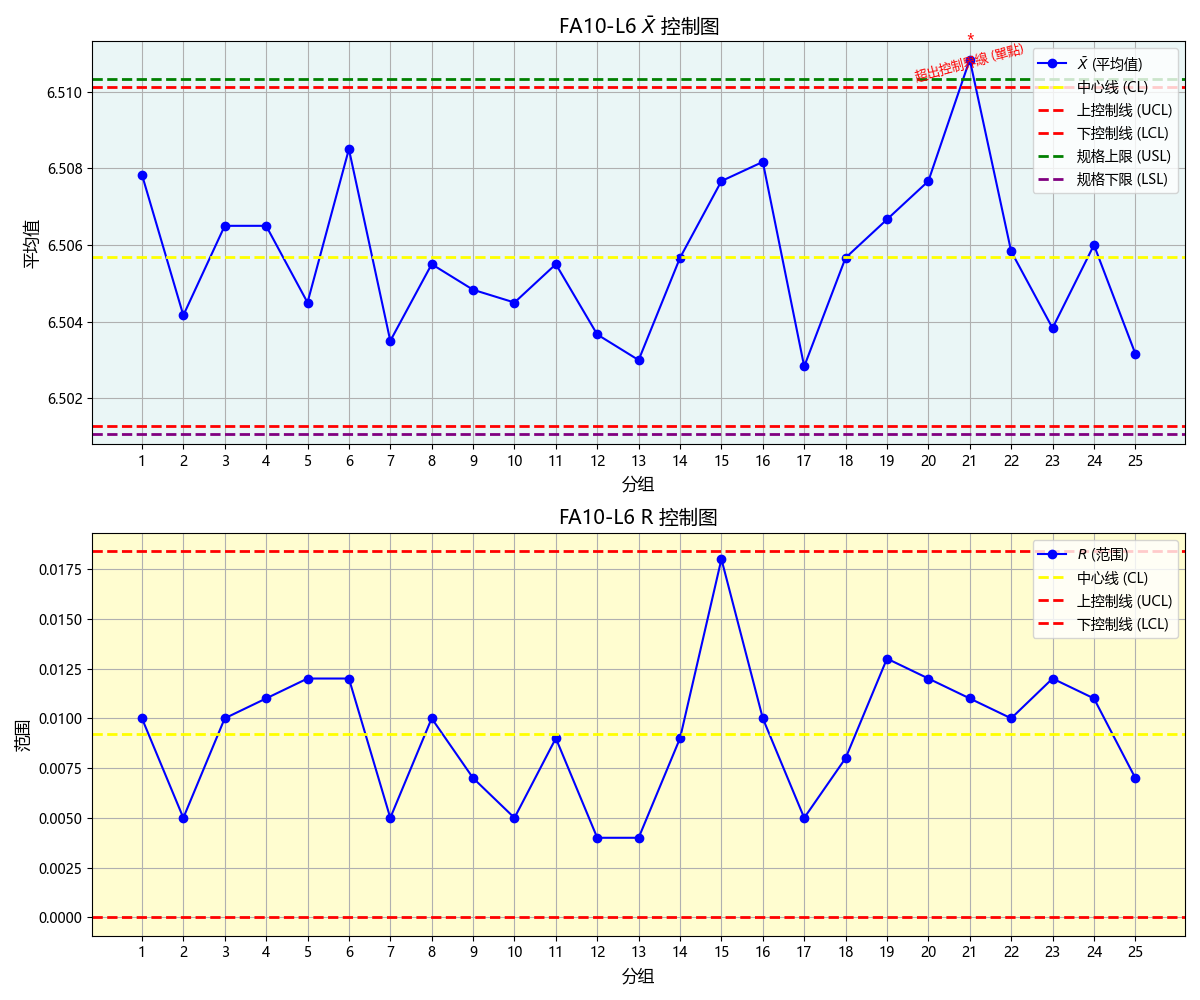 FA10-L6 X̄ 控制图
*
超出控制界線 (單點)
X̄ (平均值)
中心线 (CL)
上控制线 (UCL)
下控制线 (LCL)
规格上限 (USL)
规格下限 (LSL)
平均值
6.510
6.508
6.506
6.504
6.502
1 2 3 4 5 6 7 8 9 10 11 12 13 14 15 16 17 18 19 20 21 22 23 24 25
分组
FA10-L6 R 控制图
R (范围)
中心线 (CL)
上控制线 (UCL)
下控制线 (LCL)
范围
0.0175
0.0150
0.0125
0.0100
0.0075
0.0050
0.0025
0.0000
1 2 3 4 5 6 7 8 9 10 11 12 13 14 15 16 17 18 19 20 21 22 23 24 25
分组